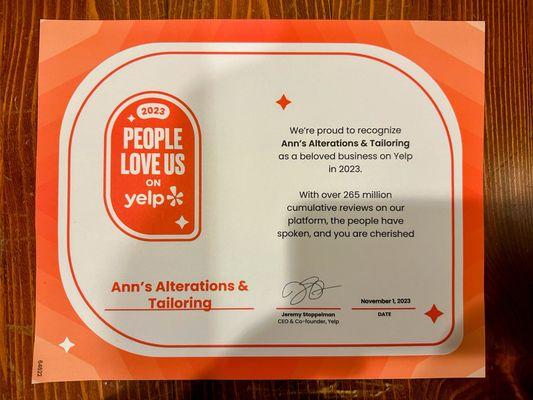 2023
PEOPLE
LOVE US
ON
yelp
Ann's Alterations &
Tailoring
We're proud to recognize
Ann's Alterations & Tailoring
as a beloved business on Yelp
in 2023.
With over 265 million
cumulative reviews on our
platform, the people have
spoken, and you are cherished
Jeremy Stoppelman
CEO & Co-founder, Yelp
November 1, 2023
DATE